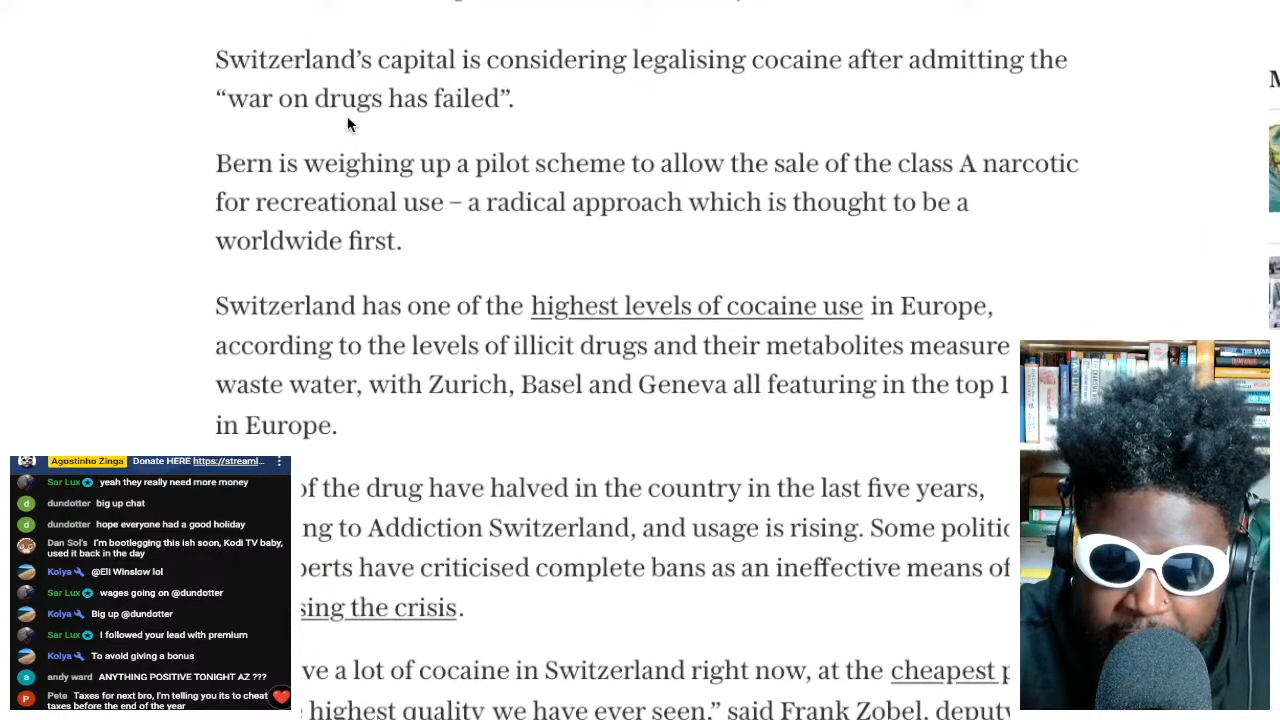 Switzerland’s capital is considering legalising cocaine after admitting the
“war on drugs has failed”.
Bern is weighing up a pilot scheme to allow the sale of the class A narcotic
for recreational use – a radical approach which is thought to be a
worldwide first.
Switzerland has one of the highest levels of cocaine use in Europe,
according to the levels of illicit drugs and their metabolites measure
waste water, with Zurich, Basel and Geneva all featuring in the top 1
in Europe.
of the drug have halved in the country in the last five years,
ng to Addiction Switzerland, and usage is rising. Some politic
perts have criticised complete bans as an ineffective means of
sing the crisis.
ve a lot of cocaine in Switzerland right now, at the cheapest p
highest quality we have ever seen,” said Frank Zobel, deputy
M
Agostinho Zinga Donate HERE https://streaml...
Sar Lux yeah they really need more money
dundotter big up chat
dundotter hope everyone had a good holiday
Dan Sol's I'm bootlegging this ish soon, Kodi TV baby,
used it back in the day
Kolya @Eli Winslow lol
Sar Lux wages going on @dundotter
Kolya Big up @dundotter
Sar Lux I followed your lead with premium
Kolya To avoid giving a bonus
andy ward ANYTHING POSITIVE TONIGHT AZ ???
Pete Taxes for next bro, I'm telling you its to cheat
taxes before the end of the year
THE WAR